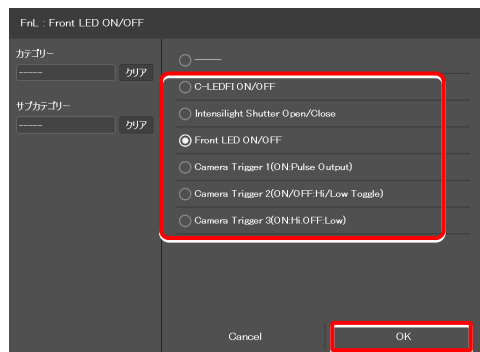 FnL : Front LED ON/OFF
カテゴリー
-----
クリア
サブカテゴリー
-----
クリア
-----
C-LEDFI ON/OFF
Intensilight Shutter Open/Close
Front LED ON/OFF
Camera Trigger 1(ON:Pulse Output)
Camera Trigger 2(ON/OFF:Hi/Low Toggle)
Camera Trigger 3(ON:Hi.OFF:Low)
Cancel
OK